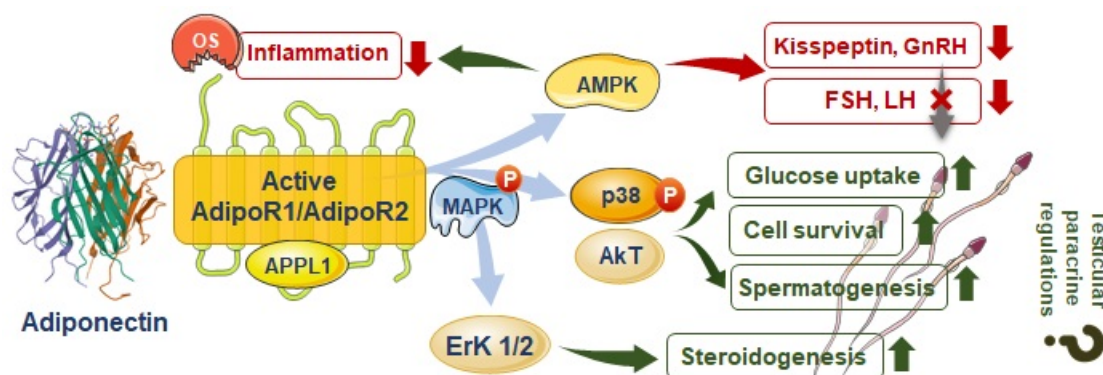 OS
Inflammation
AMPK
Kisspeptin, GnRH
FSH, LH
Active
AdipoR1/AdipoR2
APPL1
Adiponectin
MAPK
P
p38
P
AkT
ErK 1/2
Glucose uptake
Cell survival
Spermatogenesis
Steroidogenesis
Testicular
paracrine
regulations
?